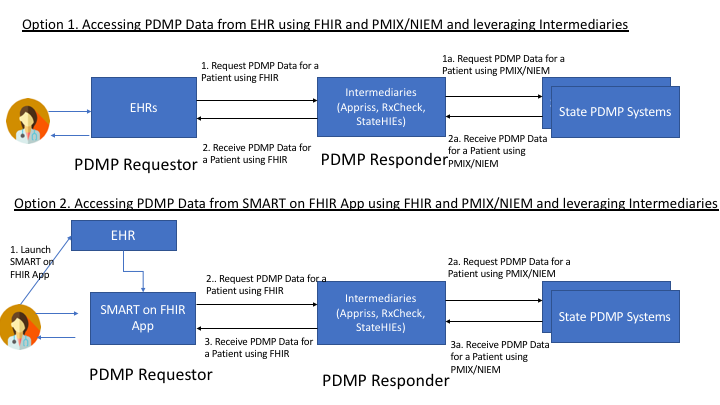 Option 1. Accessing PDMP Data from EHR using FHIR and PMIX/NIEM and leveraging Intermediaries
1. Request PDMP Data for a
Patient using FHIR
1a. Request PDMP Data for a
Patient using PMIX/NIEM
EHRs
Intermediaries
(Appriss, RxCheck,
StateHIEs)
State PDMP Systems
2. Receive PDMP Data for
a Patient using FHIR
2a. Receive PDMP Data
for a Patient using
PMIX/NIEM
PDMP Requestor
PDMP Responder
Option 2. Accessing PDMP Data from SMART on FHIR App using FHIR and PMIX/NIEM and leveraging Intermediaries
EHR
1. Launch
SMART on
FHIR App
2.. Request PDMP Data for a
Patient using FHIR
2a. Request PDMP Data for a
Patient using PMIX/NIEM
SMART on FHIR
App
Intermediaries
(Appriss, RxCheck,
StateHIEs)
State PDMP Systems
3. Receive PDMP Data for
a Patient using FHIR
3a. Receive PDMP Data
for a Patient using
PMIX/NIEM
PDMP Requestor
PDMP Responder